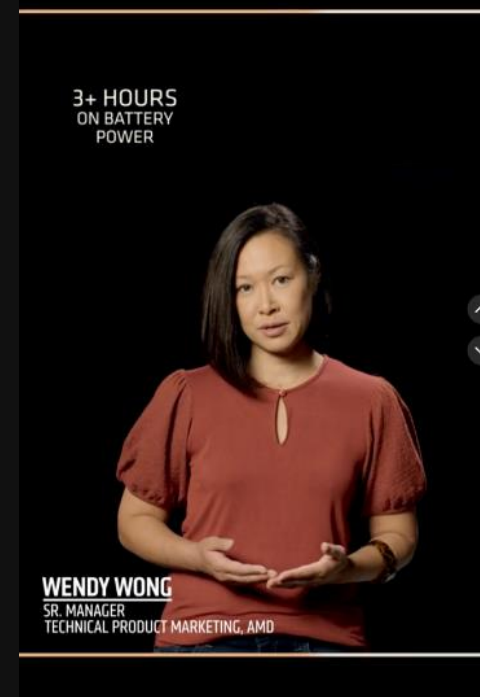 3+ HOURS
ON BATTERY
POWER
WENDY WONG
SR. MANAGER
TECHNICAL PRODUCT MARKETING, AMD